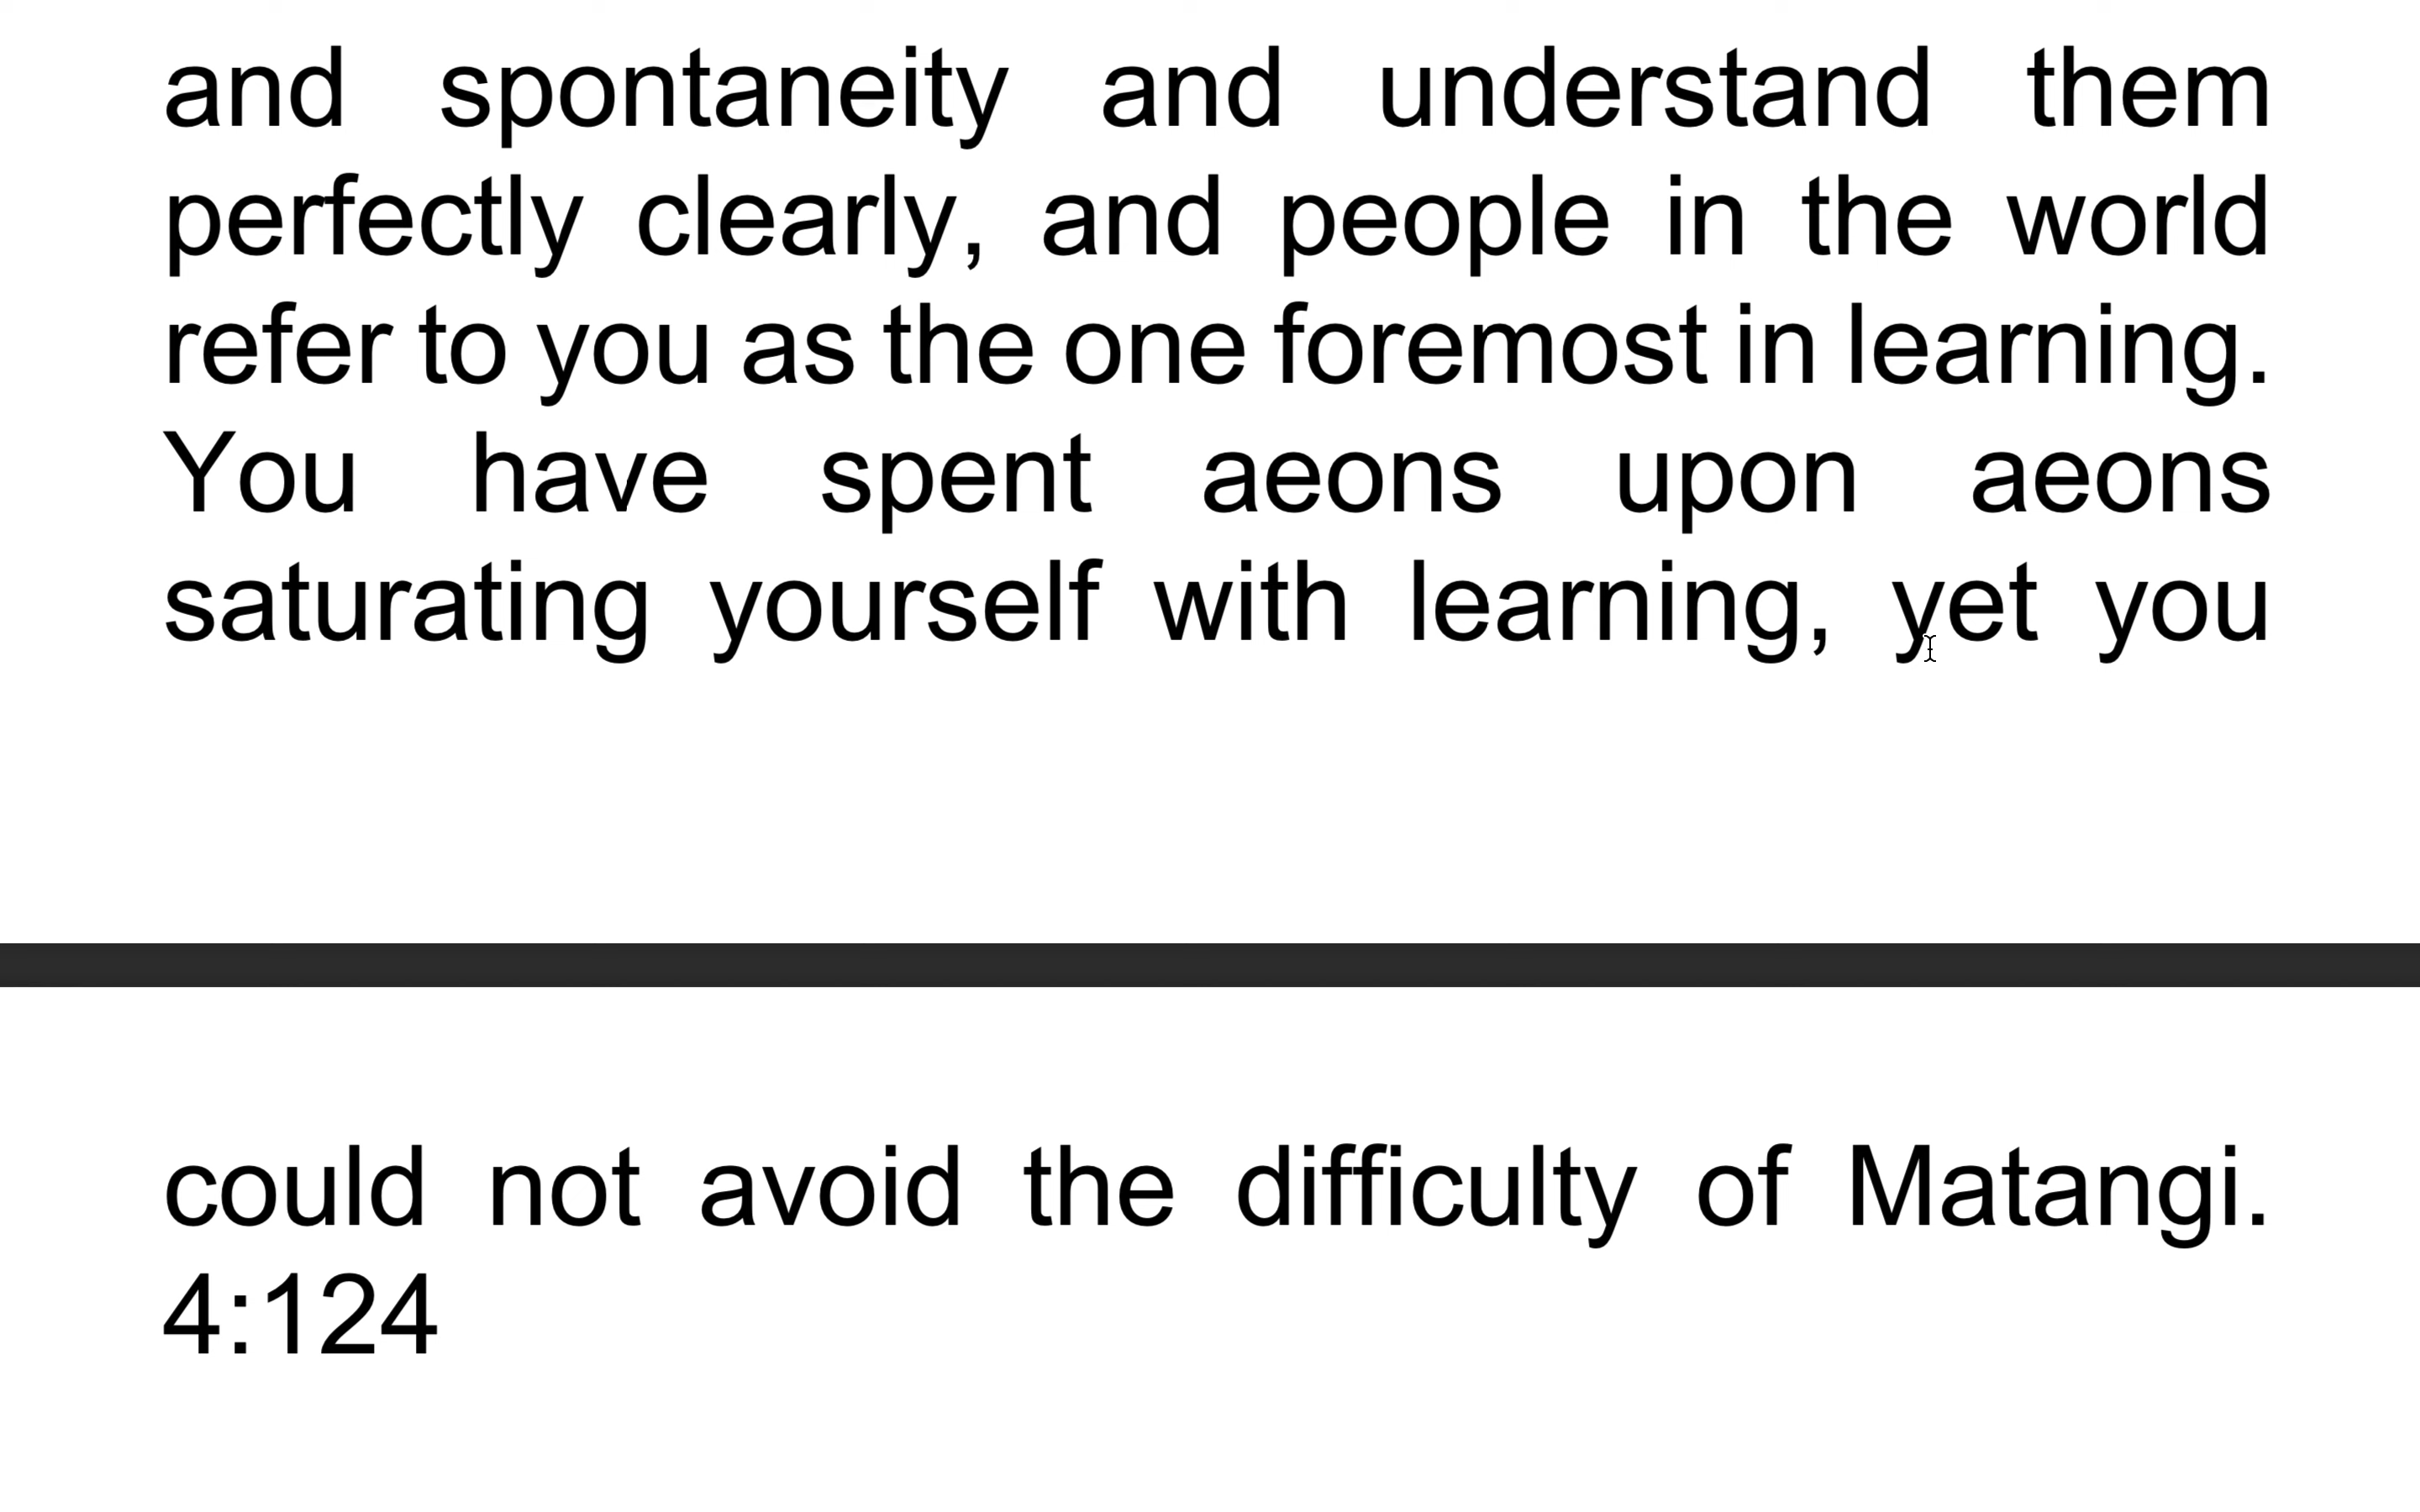 and spontaneity and understand them
perfectly clearly, and people in the world
refer to you as the one foremost in learning.
You have spent aeons upon aeons
saturating yourself with learning, yet you
could not avoid the difficulty of Matangi.
4:124